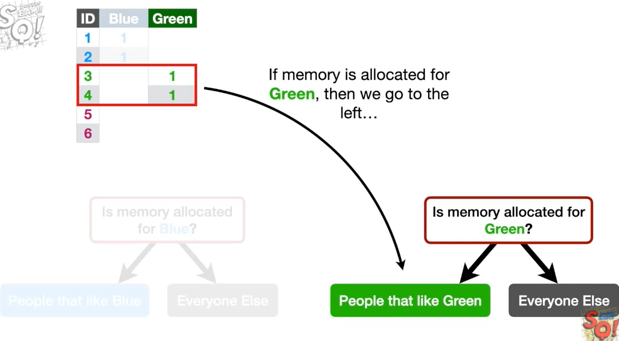 ID Blue Green
1 1
2 1
3 1
4 1
5
6
If memory is allocated for
Green, then we go to the
left...
Is memory allocated
for Blue?
People that like Blue
Everyone Else
Is memory allocated for
Green?
People that like Green
Everyone Else
SQ!